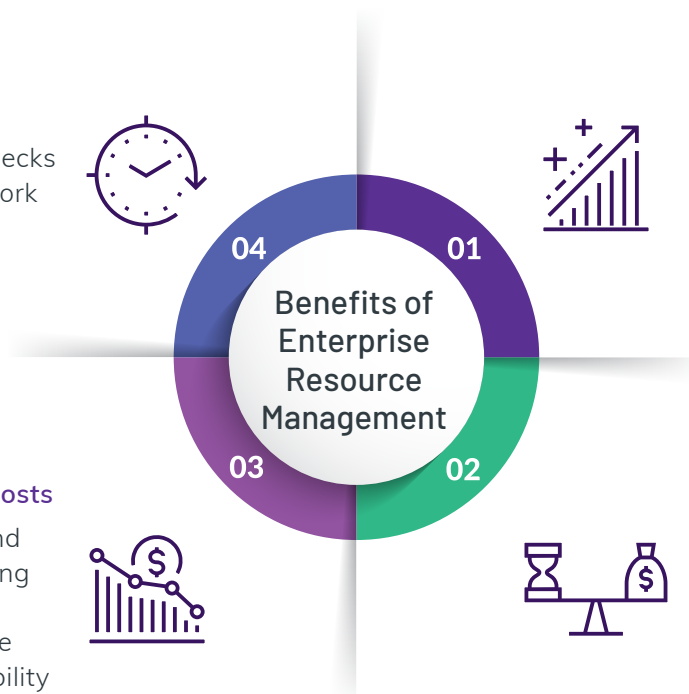 ecks
ork
04
01
Benefits of
Enterprise
Resource
Management
03
02
osts
nd
ng
e
bility
$
$